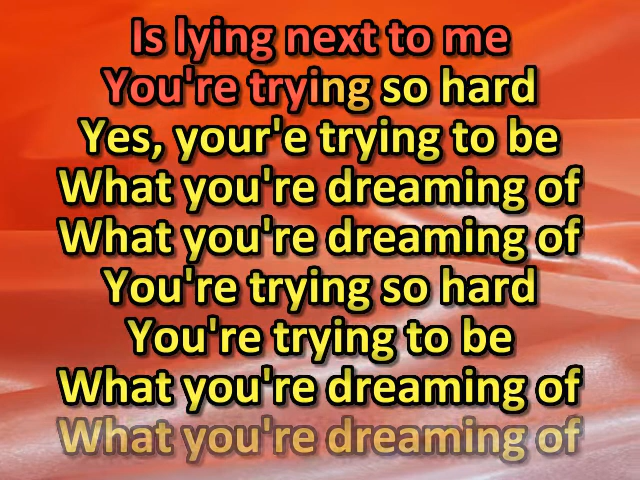 Is lying next to me
You're trying so hard
Yes, your'e trying to be
What you're dreaming of
What you're dreaming of
You're trying so hard
You're trying to be
What you're dreaming of
What you're dreaming of